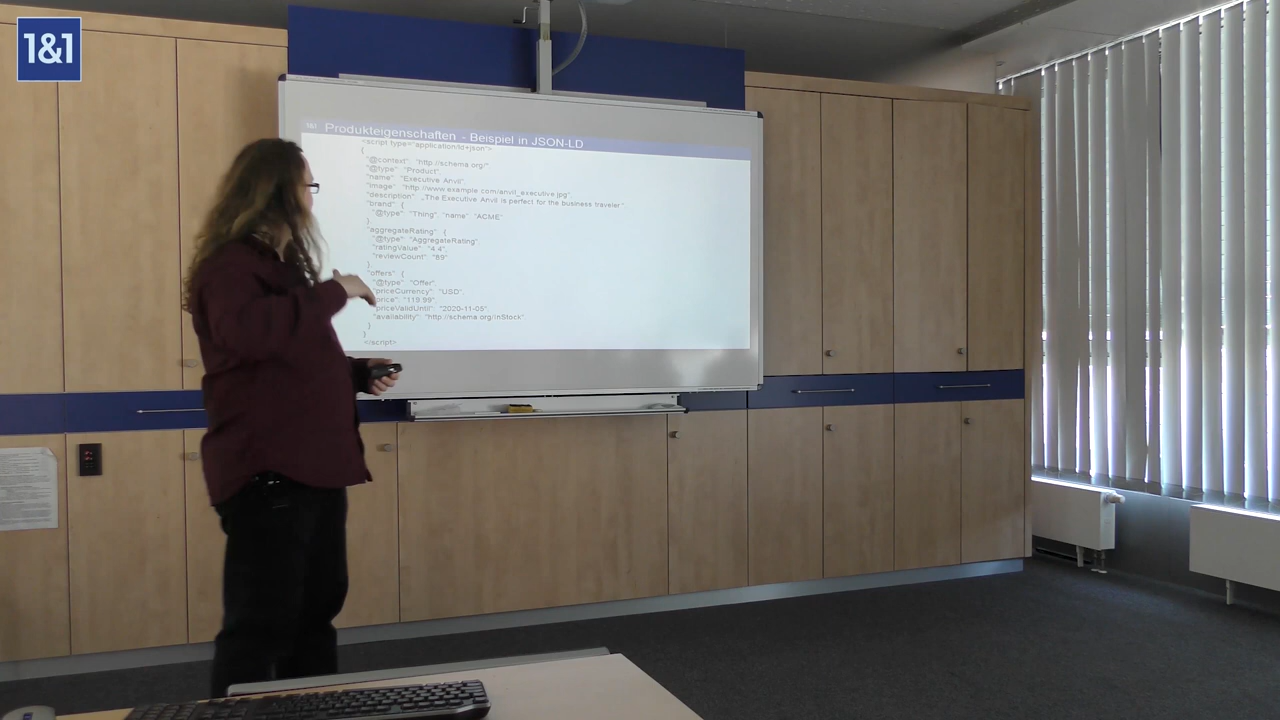 1&1
1&1 Produkteigenschaften - Beispiel in JSON-LD
<script type="application/ld+json">
{
"@context": "http://schema.org/"
"@type": "Product",
"name": "Executive Anvil",
"image": "http://www.example.com/anvil_executive.jpg"
"description": „The Executive Anvil is perfect for the business traveler",
"brand": {
"@type": "Thing", "name": "ACME"
},
"aggregateRating": {
"@type": "AggregateRating",
"ratingValue": "4.4",
"reviewCount": "89"
},
"offers": {
"@type": "Offer",
"priceCurrency": "USD",
price": "119.99",
priceValidUntil": "2020-11-05",
"availability": "http://schema.org/InStock",
}
}
</script>